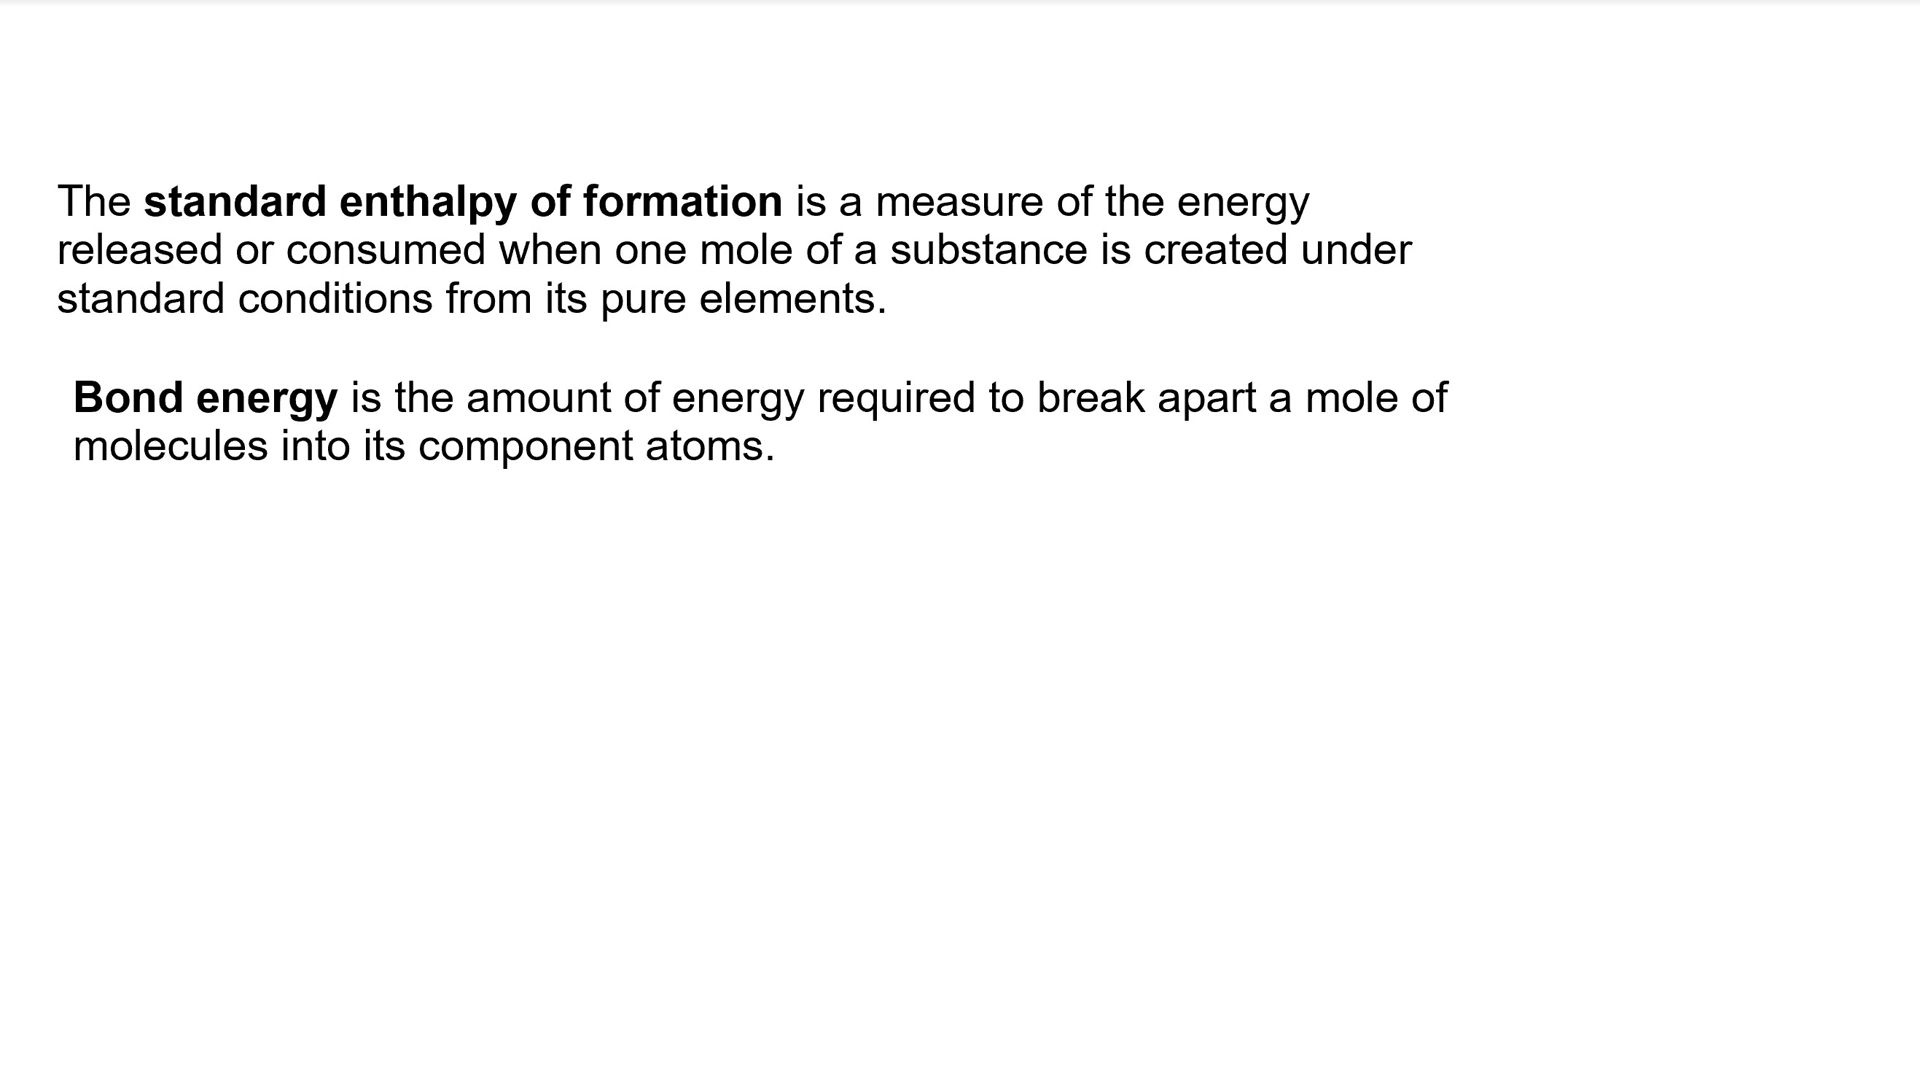 The standard enthalpy of formation is a measure of the energy
released or consumed when one mole of a substance is created under
standard conditions from its pure elements.
Bond energy is the amount of energy required to break apart a mole of
molecules into its component atoms.